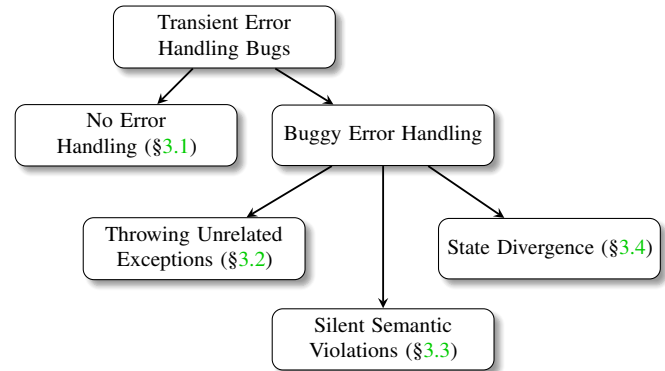 Transient Error
Handling Bugs
No Error
Handling (§3.1)
Buggy Error Handling
Throwing Unrelated
Exceptions (§3.2)
State Divergence (§3.4)
Silent Semantic
Violations (§3.3)